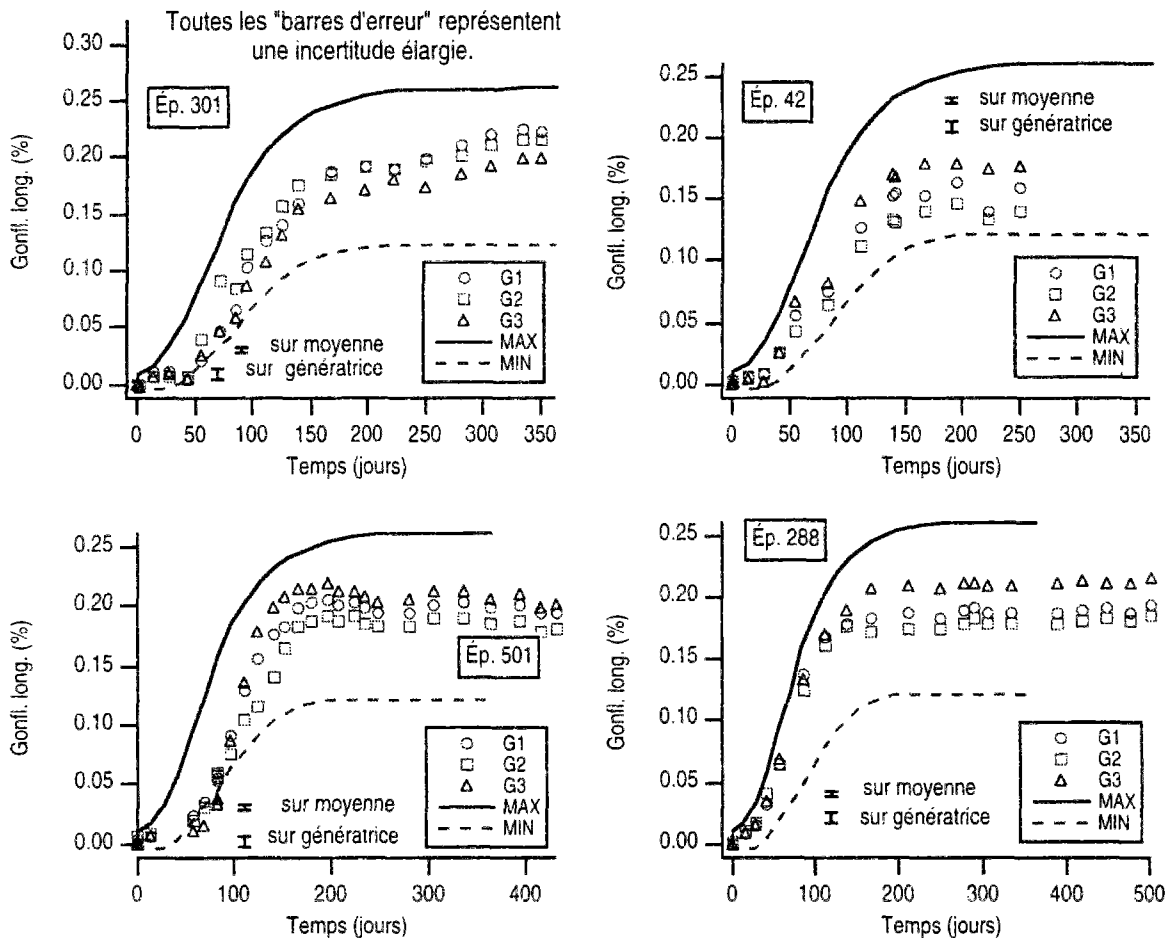 Toutes les "barres d'erreur" représentent
une incertitude élargie.
Gonfl. long. (%)
0.30
0.25
0.20
0.15
0.10
0.05
0.00
Ép. 301
sur moyenne
sur génératrice
G1
G2
G3
MAX
MIN
0 50 100 150 200 250 300 350
Temps (jours)
Gonfl. long. (%)
0.25
0.20
0.15
0.10
0.05
0.00
Ép. 42
sur moyenne
sur génératrice
G1
G2
G3
MAX
MIN
0 50 100 150 200 250 300 350
Temps (jours)
Gonfl. long. (%)
0.25
0.20
0.15
0.10
0.05
0.00
Ép. 501
sur moyenne
sur génératrice
G1
G2
G3
MAX
MIN
0 100 200 300 400
Temps (jours)
Gonfl. long. (%)
0.25
0.20
0.15
0.10
0.05
0.00
Ép. 288
sur moyenne
sur génératrice
G1
G2
G3
MAX
MIN
0 100 200 300 400 500
Temps (jours)